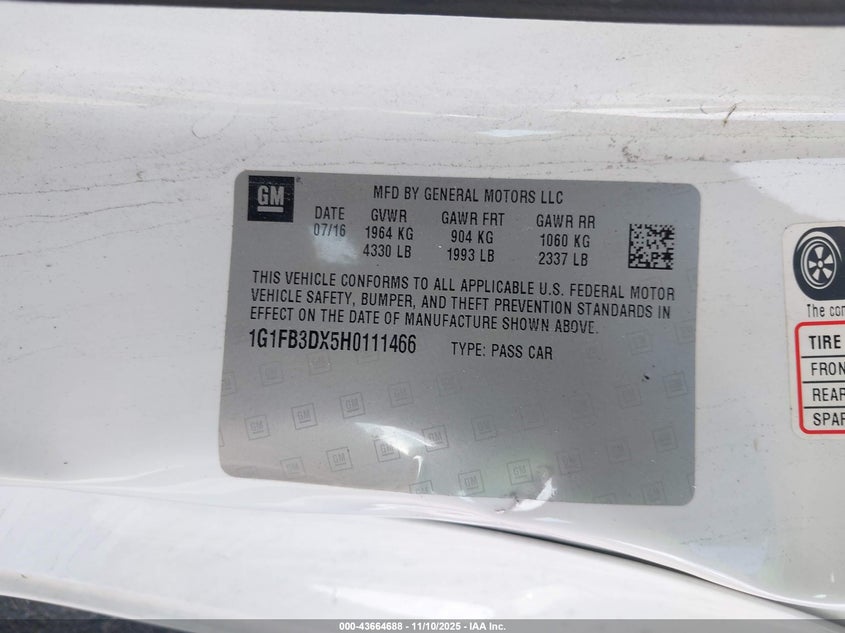 GM
MFD BY GENERAL MOTORS LLC
DATE GVWR GAWR FRT GAWR RR
07/16 1964 KG 904 KG 1060 KG
4330 LB 1993 LB 2337 LB
THIS VEHICLE CONFORMS TO ALL APPLICABLE U.S. FEDERAL MOTOR
VEHICLE SAFETY, BUMPER, AND THEFT PREVENTION STANDARDS IN
EFFECT ON THE DATE OF MANUFACTURE SHOWN ABOVE.
1G1FB3DX5H0111466 TYPE: PASS CAR
The com
TIRE
FRON
REAR
SPAR
000-43664688 - 11/10/2025 - IAA Inc.